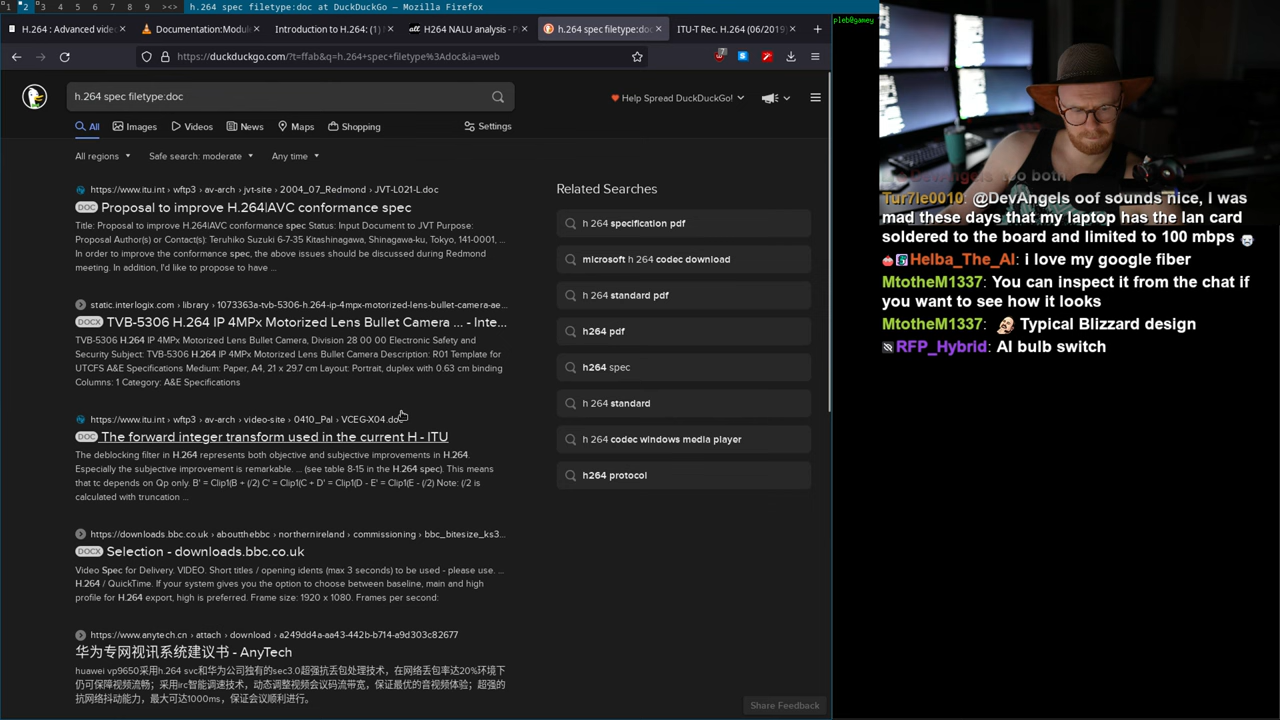 1 2 3 4 5 6 7 8 9 ><> h.264 spec filetype:doc at DuckDuckGo — Mozilla Firefox
H.264 : Advanced vide
Documentation:Modul
Introduction to H.264: (1)
H264 NALU analysis - P
h.264 spec filetype:doc
ITU-T Rec. H.264 (06/2019)
https://duckduckgo.com/?t=ffab&q=h.264+spec+filetype%3Adoc&ia=web
h.264 spec filetype:doc
Help Spread DuckDuckGo!
All Images Videos News Maps Shopping Settings
All regions Safe search: moderate Any time
https://www.itu.int › wftp3 › av-arch › jvt-site › 2004_07_Redmond › JVT-L021-L.doc
DOC Proposal to improve H.264|AVC conformance spec
Title: Proposal to improve H.264|AVC conformance spec Status: Input Document to JVT Purpose:
Proposal Author(s) or Contact(s): Teruhiko Suzuki 6-7-35 Kitashinagawa, Shinagawa-ku, Tokyo, 141-0001, ...
In order to improve the conformance spec, the above issues should be discussed during Redmond
meeting. In addition, I'd like to propose to have ...
static.interlogix.com › library › 1073363a-tvb-5306-h.264-ip-4mpx-motorized-lens-bullet-camera-ae...
DOCX TVB-5306 H.264 IP 4MPx Motorized Lens Bullet Camera ... - Inte...
TVB-5306 H.264 IP 4MPx Motorized Lens Bullet Camera, Division 28 00 00 Electronic Safety and
Security Subject: TVB-5306 H.264 IP 4MPx Motorized Lens Bullet Camera Description: R01 Template for
UTCFS A&E Specifications Medium: Paper, A4, 21 x 29.7 cm Layout: Portrait, duplex with 0.63 cm binding
Columns: 1 Category: A&E Specifications
https://www.itu.int › wftp3 › av-arch › video-site › 0410_Pal › VCEG-X04.doc
DOC The forward integer transform used in the current H - ITU
The deblocking filter in H.264 represents both objective and subjective improvements in H.264.
Especially the subjective improvement is remarkable. ... (see table 8-15 in the H.264 spec). This means
that tc depends on Qp only. B' = Clip1(B + (/2) C' = Clip1(C + D' = Clip1(D - E' = Clip1(E - (/2) Note: (/2 is
calculated with truncation ...
https://downloads.bbc.co.uk › aboutthebbc › northernireland › commissioning › bbc_bitesize_ks3...
DOCX Selection - downloads.bbc.co.uk
Video Spec for Delivery. VIDEO. Short titles / opening idents (max 3 seconds) to be used - please use. ...
H.264 / QuickTime. If your system gives you the option to choose between baseline, main and high
profile for H.264 export, high is preferred. Frame size: 1920 x 1080. Frames per second:
https://www.anytech.cn › attach › download › a249dd4a-aa43-442b-b714-a9d303c82677
华为专网视讯系统建议书 - AnyTech
huawei vp9650采用h.264 svc和华为公司独有的sec3.0超强抗丢包处理技术，在网络丢包率达20%环境下
仍可保障视频流畅；采用irc智能调速技术，动态调整视频会议码流带宽，保证最优的音视频体验；超强的
抗网络抖动能力，最大可达1000ms，保证会议顺利进行。
Related Searches
h 264 specification pdf
microsoft h 264 codec download
h 264 standard pdf
h264 pdf
h264 spec
h 264 standard
h 264 codec windows media player
h264 protocol
Share Feedback
pleb@gamey
too both
Tur7le0010: @DevAngels oof sounds nice, I was
mad these days that my laptop has the lan card
soldered to the board and limited to 100 mbps
Helba_The_AI: i love my google fiber
MtotheM1337: You can inspect it from the chat if
you want to see how it looks
MtotheM1337: Typical Blizzard design
RFP_Hybrid: AI bulb switch